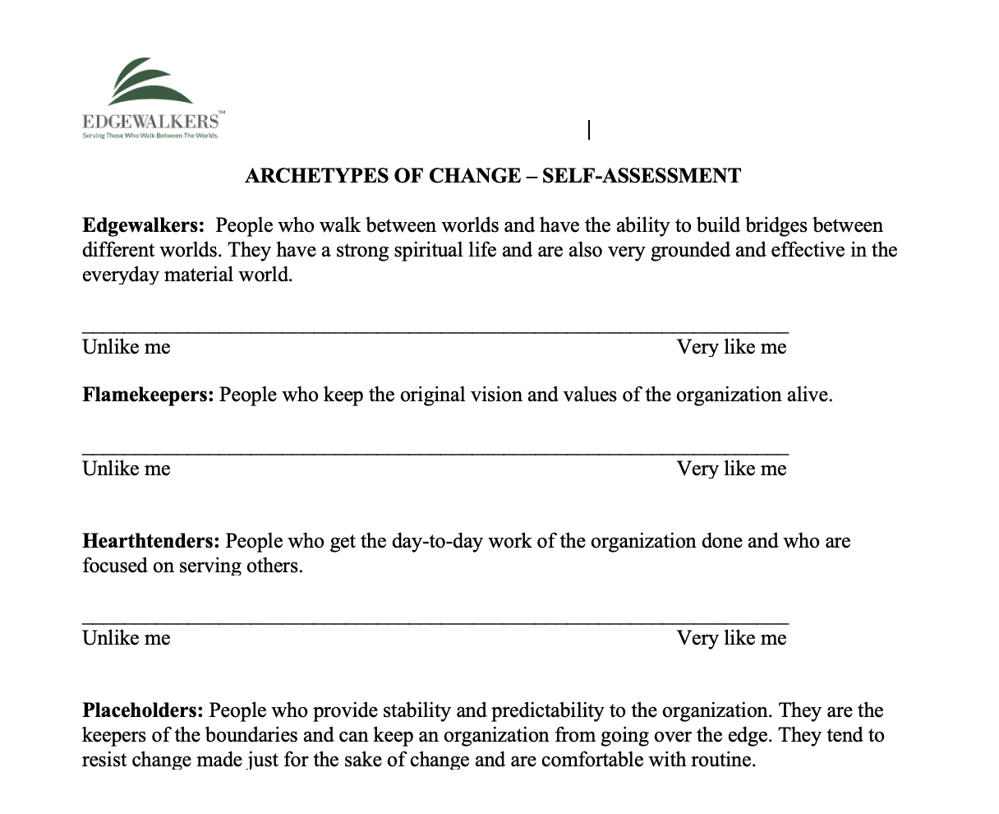 EDGEWALKERS™
Serving Those Who Walk Between The Worlds.
ARCHETYPES OF CHANGE – SELF-ASSESSMENT
Edgewalkers:  People who walk between worlds and have the ability to build bridges between
different worlds. They have a strong spiritual life and are also very grounded and effective in the
everyday material world.
Unlike me Very like me
Flamekeepers: People who keep the original vision and values of the organization alive.
Unlike me Very like me
Hearthtenders: People who get the day-to-day work of the organization done and who are
focused on serving others.
Unlike me Very like me
Placeholders: People who provide stability and predictability to the organization. They are the
keepers of the boundaries and can keep an organization from going over the edge. They tend to
resist change made just for the sake of change and are comfortable with routine.